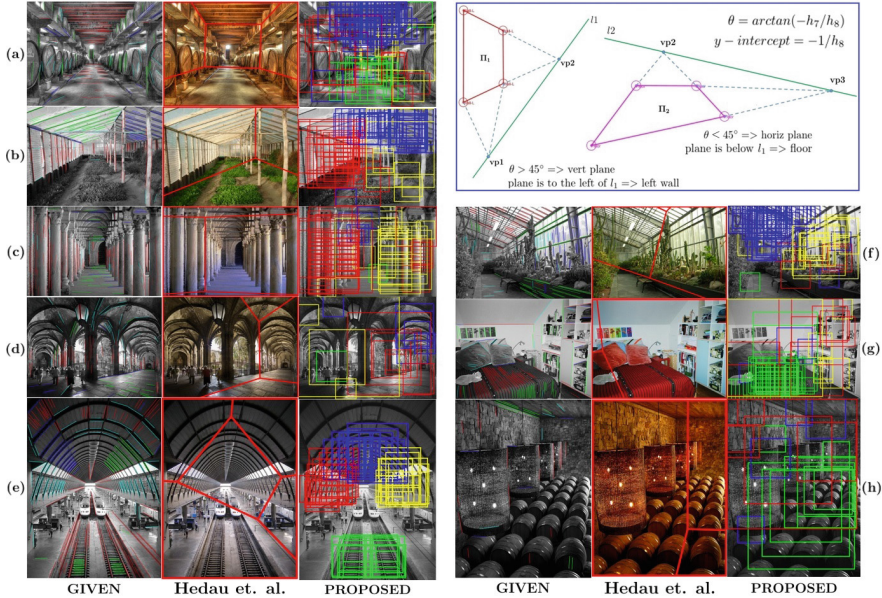 (a)
(b)
(c)
(d)
(e)
GIVEN
Hedau et. al.
PROPOSED
l1
vp2
Π1
vp1
θ > 45° => vert plane
plane is to the left of l1 => left wall
θ = arctan(−h7/h8)
y − intercept = −1/h8
l2
vp2
vp3
Π2
θ < 45° => horiz plane
plane is below l1 => floor
(f)
(g)
(h)
GIVEN
Hedau et. al.
PROPOSED